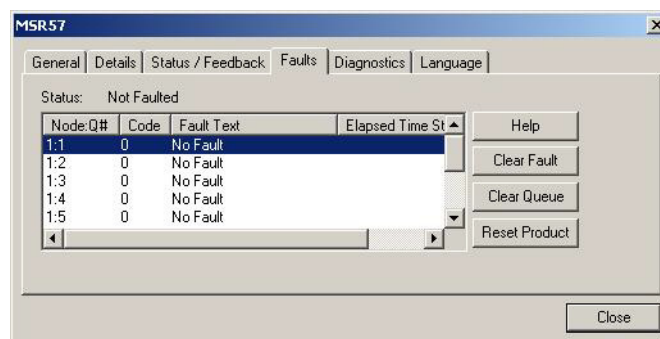 MSR57
General Details Status / Feedback Faults Diagnostics Language
Status: Not Faulted
Node:Q# Code Fault Text Elapsed Time St
1:1 0 No Fault
1:2 0 No Fault
1:3 0 No Fault
1:4 0 No Fault
1:5 0 No Fault
Help
Clear Fault
Clear Queue
Reset Product
Close